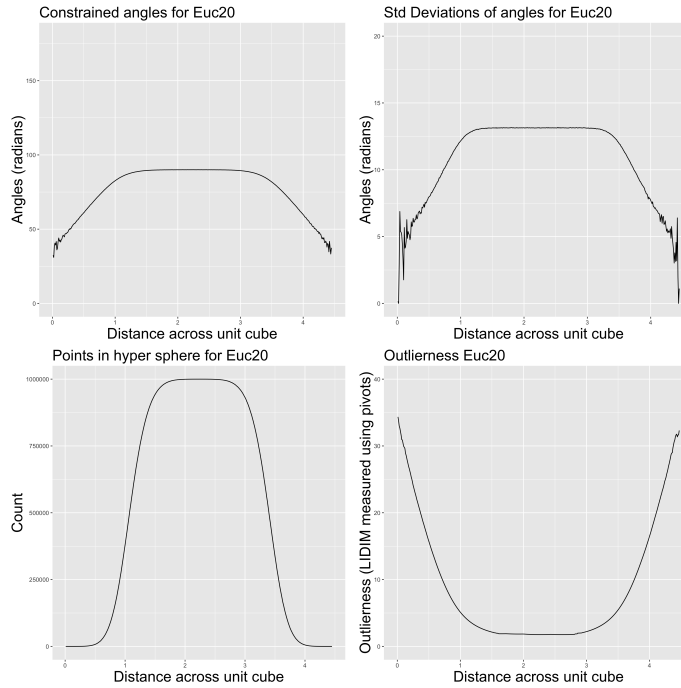 Constrained angles for Euc20
Angles (radians)
150
100
50
0
0 1 2 3 4
Distance across unit cube
Std Deviations of angles for Euc20
Angles (radians)
20
15
10
5
0
0 1 2 3 4
Distance across unit cube
Points in hyper sphere for Euc20
Count
1000000
750000
500000
250000
0
0 1 2 3 4
Distance across unit cube
Outlierness Euc20
Outlierness (LIDIM measured using pivots)
40
30
20
10
0
0 1 2 3 4
Distance across unit cube